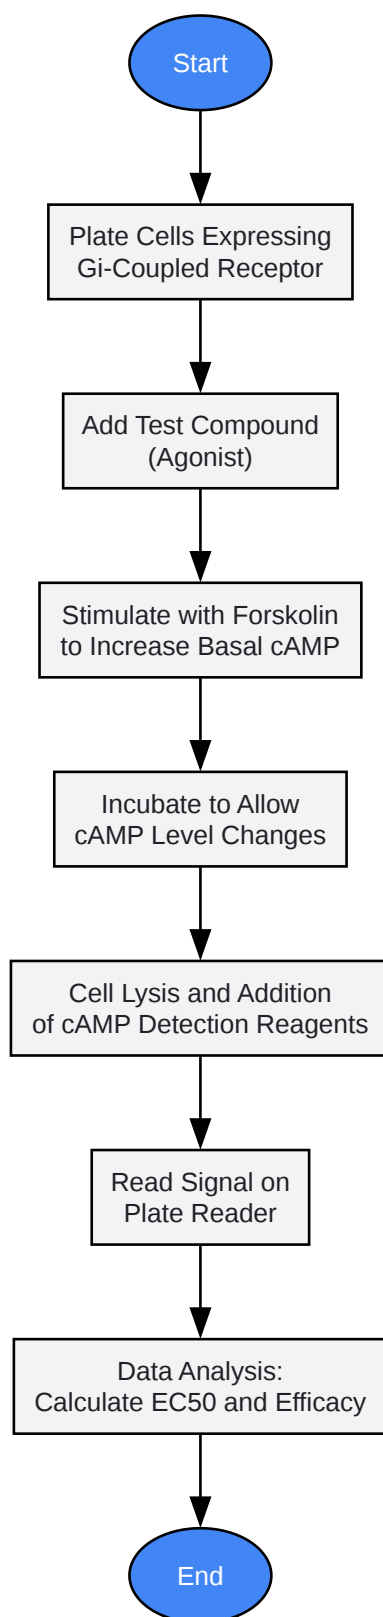 Start
Plate Cells Expressing
Gi-Coupled Receptor
Add Test Compound
(Agonist)
Stimulate with Forskolin
to Increase Basal cAMP
Incubate to Allow
cAMP Level Changes
Cell Lysis and Addition
of cAMP Detection Reagents
Read Signal on
Plate Reader
Data Analysis:
Calculate EC50 and Efficacy
End